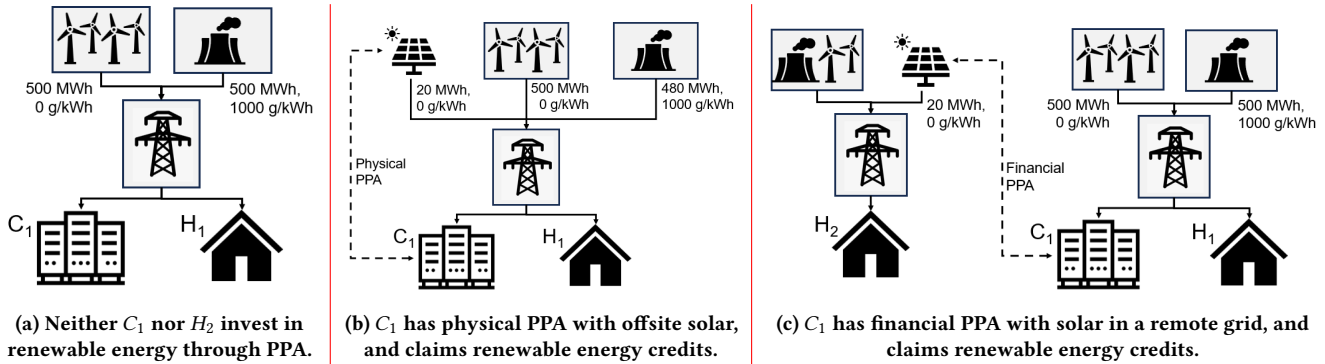 500 MWh
0 g/kWh
500 MWh,
1000 g/kWh
C₁
H₁
(a) Neither C₁ nor H₂ invest in
renewable energy through PPA.
20 MWh,
0 g/kWh
500 MWh
0 g/kWh
480 MWh,
1000 g/kWh
Physical
PPA
C₁
H₁
(b) C₁ has physical PPA with offsite solar,
and claims renewable energy credits.
20 MWh,
0 g/kWh
500 MWh
0 g/kWh
500 MWh,
1000 g/kWh
Financial
PPA
H₂
C₁
H₁
(c) C₁ has financial PPA with solar in a remote grid, and
claims renewable energy credits.